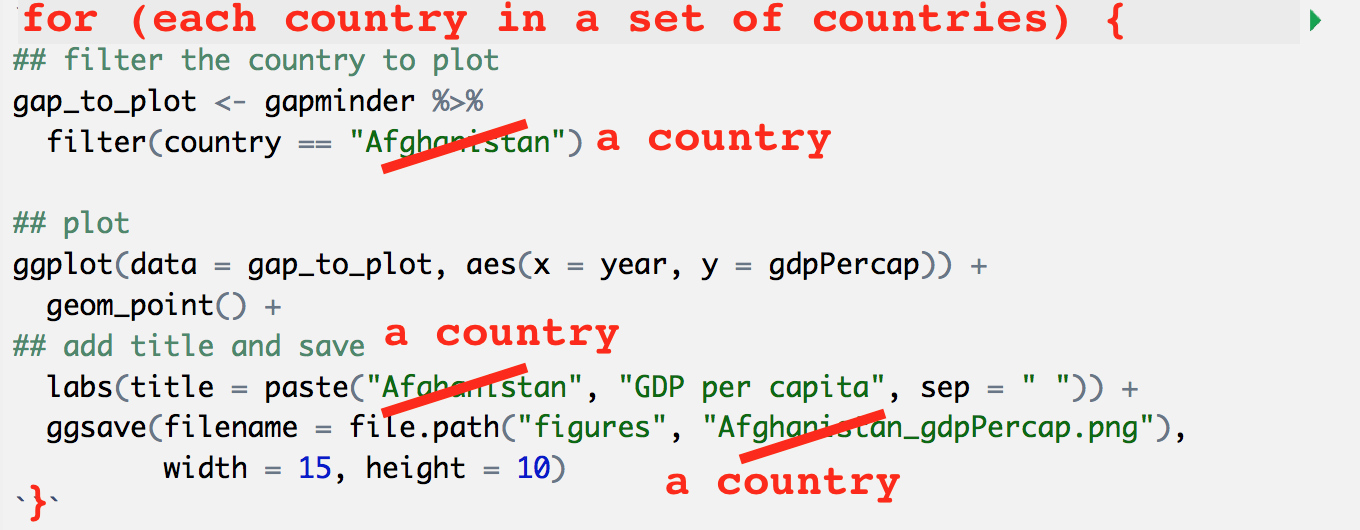 for (each country in a set of countries) {
## filter the country to plot
gap_to_plot <- gapminder %>%
  filter(country == "Afghanistan") a country
## plot
ggplot(data = gap_to_plot, aes(x = year, y = gdpPercap)) +
  geom_point() +
## add title and save a country
  labs(title = paste("Afghanistan", "GDP per capita", sep = " ")) +
  ggsave(filename = file.path("figures", "Afghanistan_gdpPercap.png"),
         width = 15, height = 10)
a country
`}`